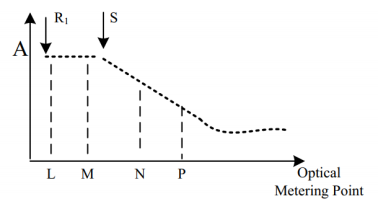 R₁ S
A
L M N P
Optical
Metering Point